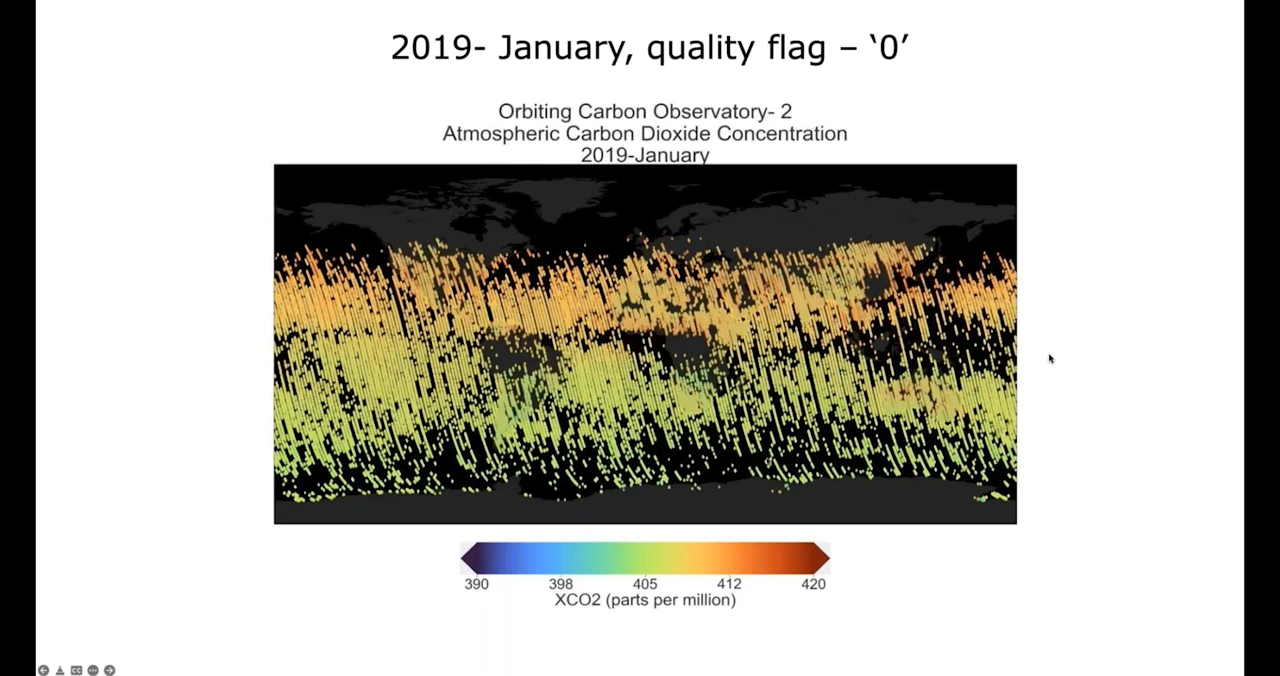 2019- January, quality flag – ‘0’
Orbiting Carbon Observatory- 2
Atmospheric Carbon Dioxide Concentration
2019-January
390 398 405 412 420
XCO2 (parts per million)
CC